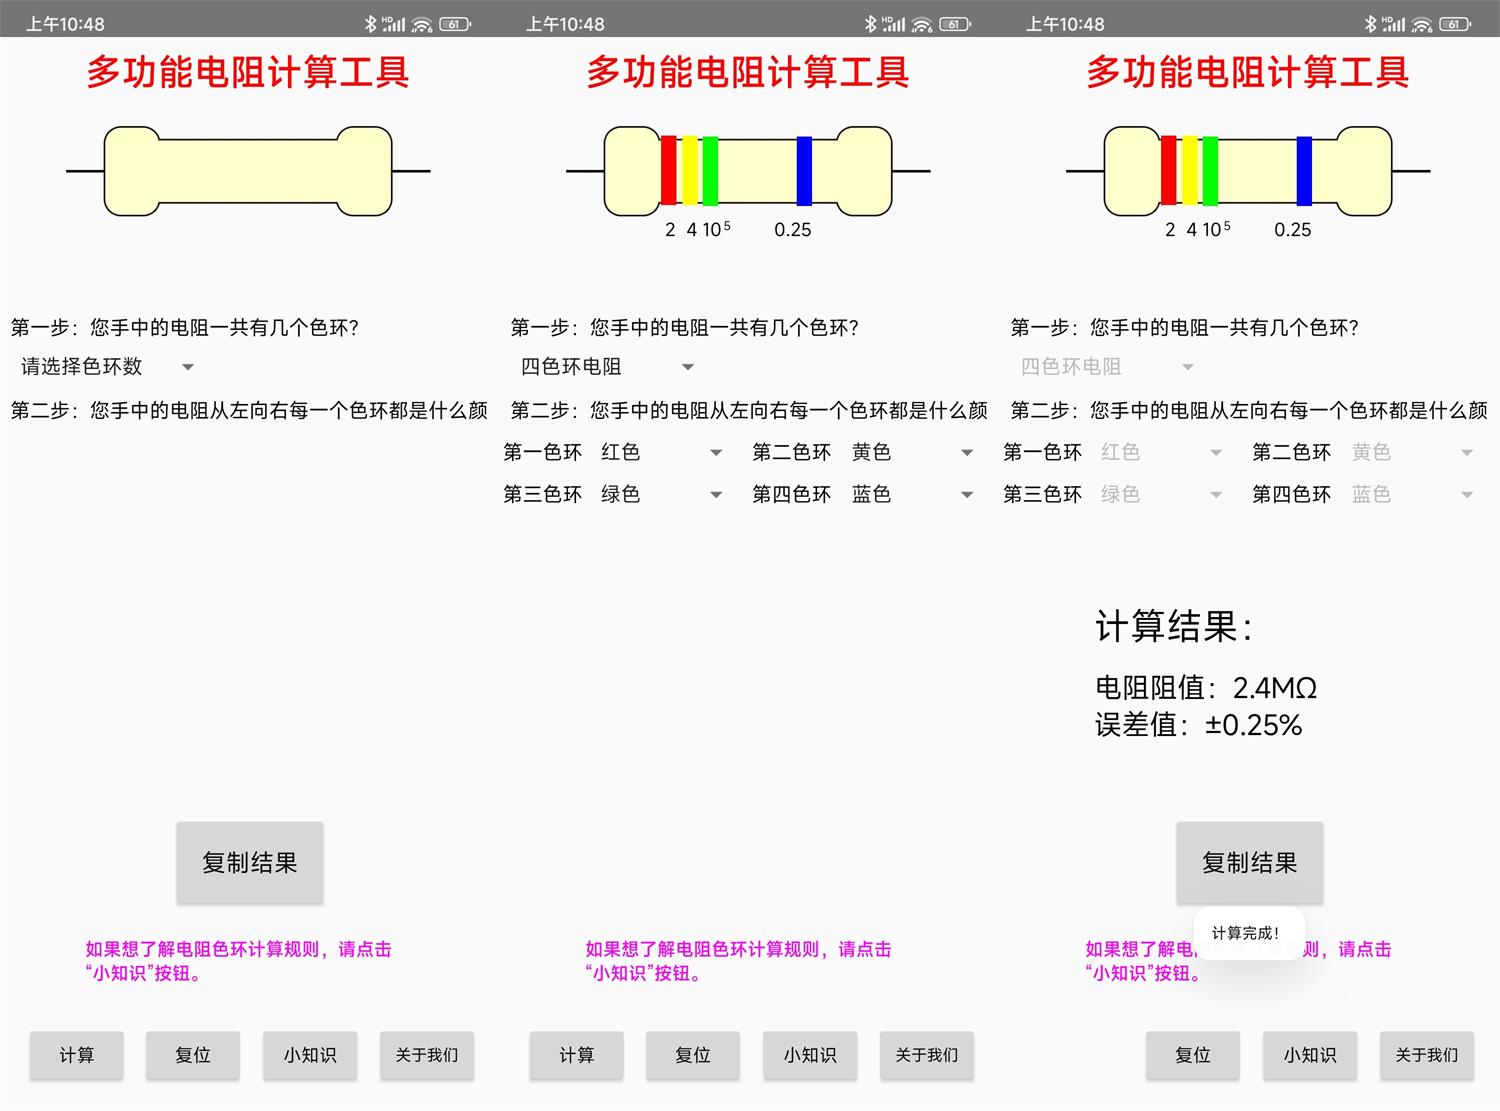 上午10:48
HD
6
61
多功能电阻计算工具
第一步：您手中的电阻一共有几个色环？
请选择色环数
第二步：您手中的电阻从左向右每一个色环都是什么颜
复制结果
如果想了解电阻色环计算规则，请点击
“小知识”按钮。
计算 复位 小知识 关于我们
上午10:48
HD
6
61
多功能电阻计算工具
2 4 10⁵ 0.25
第一步：您手中的电阻一共有几个色环？
四色环电阻
第二步：您手中的电阻从左向右每一个色环都是什么颜
第一色环 红色 第二色环 黄色
第三色环 绿色 第四色环 蓝色
如果想了解电阻色环计算规则，请点击
“小知识”按钮。
计算 复位 小知识 关于我们
上午10:48
HD
6
61
多功能电阻计算工具
2 4 10⁵ 0.25
第一步：您手中的电阻一共有几个色环？
四色环电阻
第二步：您手中的电阻从左向右每一个色环都是什么颜
第一色环 红色 第二色环 黄色
第三色环 绿色 第四色环 蓝色
计算结果：
电阻阻值：2.4MΩ
误差值：±0.25%
复制结果
计算完成！
如果想了解电 则，请点击
“小知识”按钮。
复位 小知识 关于我们